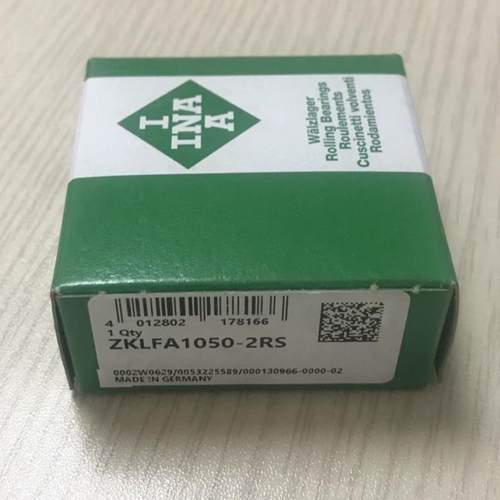 I
INA
A
Wälzlager
Rolling Bearings
Roulements
Cuscinetti volventi
Rodamientos
4 012802 178166
1 Qty
ZKLFA1050-2RS
0002W0629/0053225589/000130966-0000-02
MADE IN GERMANY